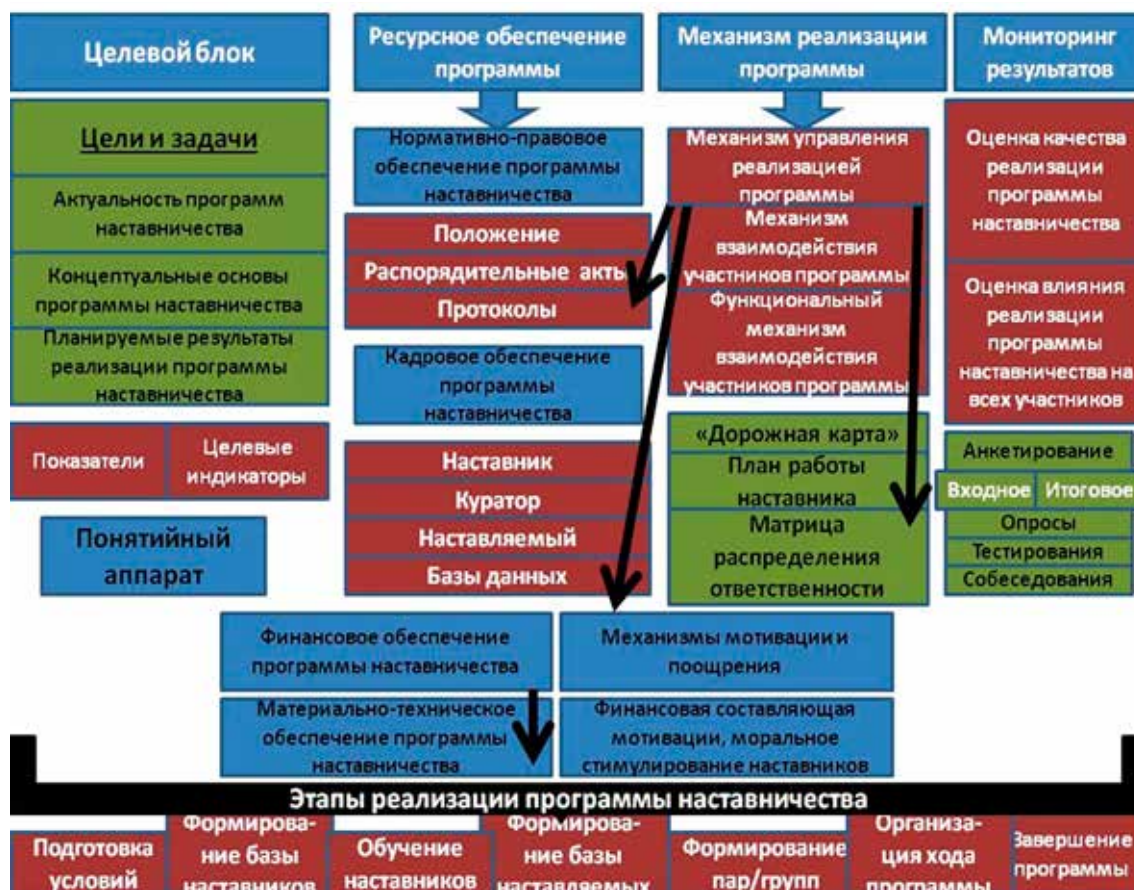 Целевой блок
Цели и задачи
Актуальность программ
наставничества
Концептуальные основы
программы наставничества
Планируемые результаты
реализации программы
наставничества
Показатели
Целевые
индикаторы
Понятийный
аппарат
Ресурсное обеспечение
программы
Нормативно-правовое
обеспечение программы
наставничества
Положение
Распорядительные акты
Протоколы
Кадровое обеспечение
программы
наставничества
Наставник
Куратор
Наставляемый
Базы данных
Механизм реализации
программы
Механизм управления
реализацией
программы
Механизм
взаимодействия
участников программы
Функциональный
механизм
взаимодействия
участников программы
«Дорожная карта»
План работы
наставника
Матрица
распределения
ответственности
Мониторинг
результатов
Оценка качества
реализации
программы
наставничества
Оценка влияния
реализации
программы
наставничества на
всех участников
Анкетирование
Входное
Итоговое
Опросы
Тестирования
Собеседования
Финансовое обеспечение
программы наставничества
Механизмы мотивации и
поощрения
Материально-техническое
обеспечение программы
наставничества
Финансовая составляющая
мотивации, моральное
стимулирование наставников
Этапы реализации программы наставничества
Подготовка
условий
Формирова-
ние базы
наставников
Обучение
наставников
Формирова-
ние базы
наставляемых
Формирование
пар/групп
Организа-
ция хода
программы
Завершение
программы